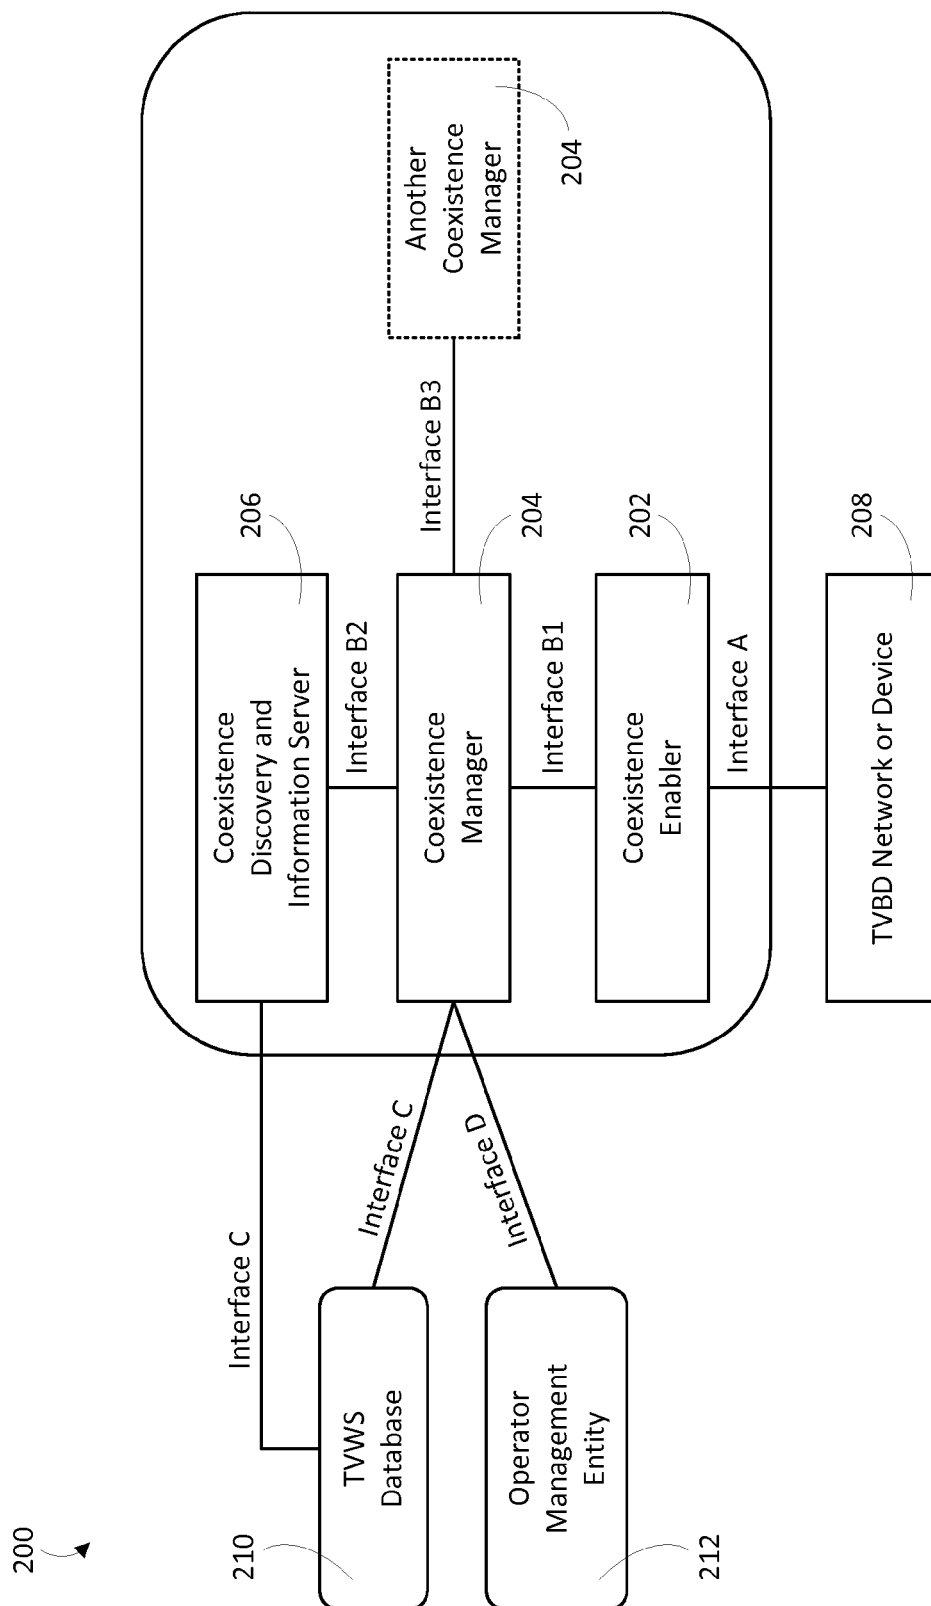 200
Interface C
210
TVWS
Database
212
Operator
Management
Entity
Interface C
Interface D
206
Coexistence
Discovery and
Information Server
Interface B2
204
Coexistence
Manager
Interface B3
204
Another
Coexistence
Manager
Interface B1
202
Coexistence
Enabler
Interface A
208
TVBD Network or Device